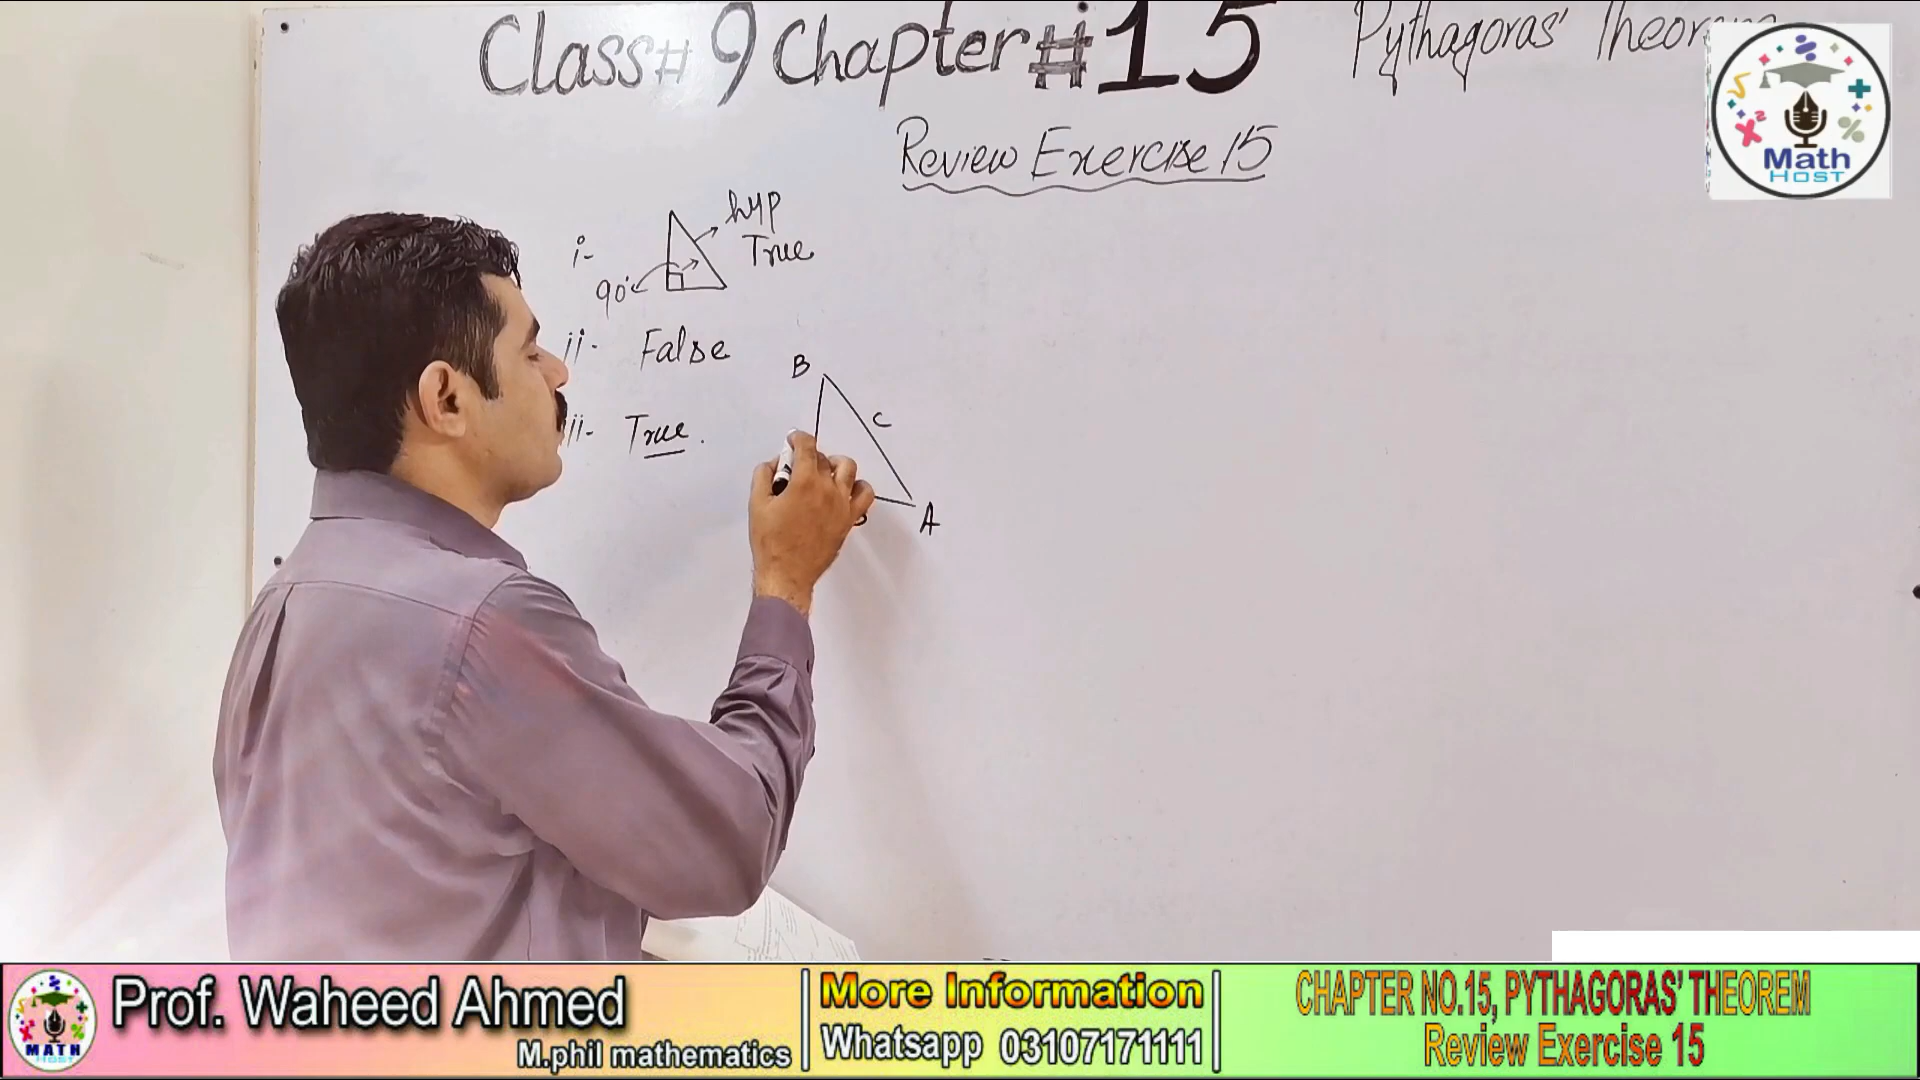 Class# 9 Chapter # 15
Pythagoras' Theorem
Review Exercise 15
Math
HOST
i-
hyp
True
90°
ii- False
iii- True.
B
C
A
MATH
HOST
Prof. Waheed Ahmed
M.phil mathematics
More Information
Whatsapp 03107171111
CHAPTER NO.15, PYTHAGORAS' THEOREM
Review Exercise 15